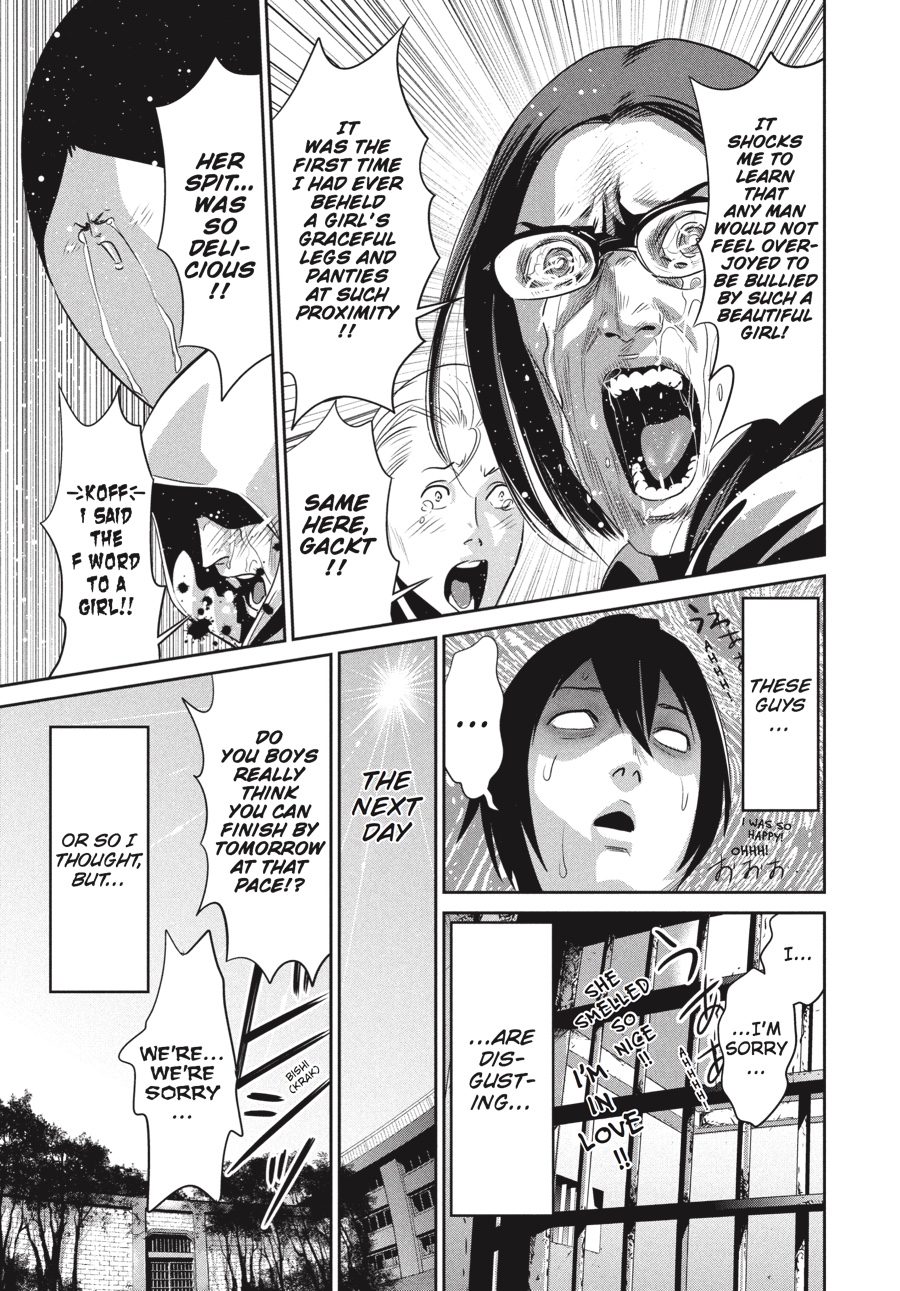 IT
SHOCKS
ME TO
LEARN
THAT
ANY MAN
WOULD NOT
FEEL OVER-
JOYED TO
BE BULLIED
BY SUCH A
BEAUTIFUL
GIRL!
IT
WAS THE
FIRST TIME
I HAD EVER
BEHELD
A GIRL'S
GRACEFUL
LEGS AND
PANTIES
AT SUCH
PROXIMITY
!!
SAME
HERE,
GACKT
!!
HER
SPIT...
WAS
SO
DELI-
CIOUS
!!
KOFF
I SAID
THE
F WORD
TO A
GIRL!!
THESE
GUYS
...
AHHH!
...
I WAS SO
HAPPY!
OHHH!
おおお...
I...
...I'M
SORRY
...
うあぁ
AHHHH!
SHE
SMELLED
SO
NICE
!!
I'M
IN
LOVE
!!
...ARE
DIS-
GUST-
ING...
THE
NEXT
DAY
DO
YOU BOYS
REALLY
THINK
YOU CAN
FINISH BY
TOMORROW
AT THAT
PACE!?
BISHI
(KRAK)
WE'RE...
WE'RE
SORRY
...
OR SO I
THOUGHT,
BUT...